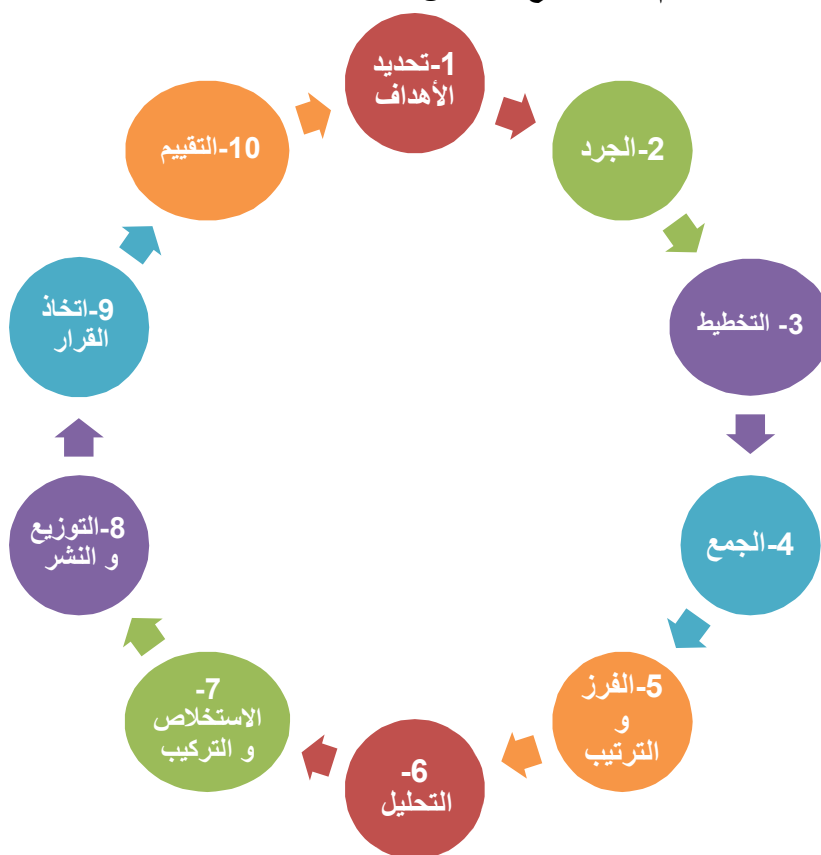 1-تحديد
الأهداف
2-الجرد
3- التخطيط
4-الجمع
5-الفرز
و
الترتيب
6-
التحليل
7-
الاستخلاص
و التركيب
8-التوزيع
و النشر
9-اتخاذ
القرار
10-التقييم